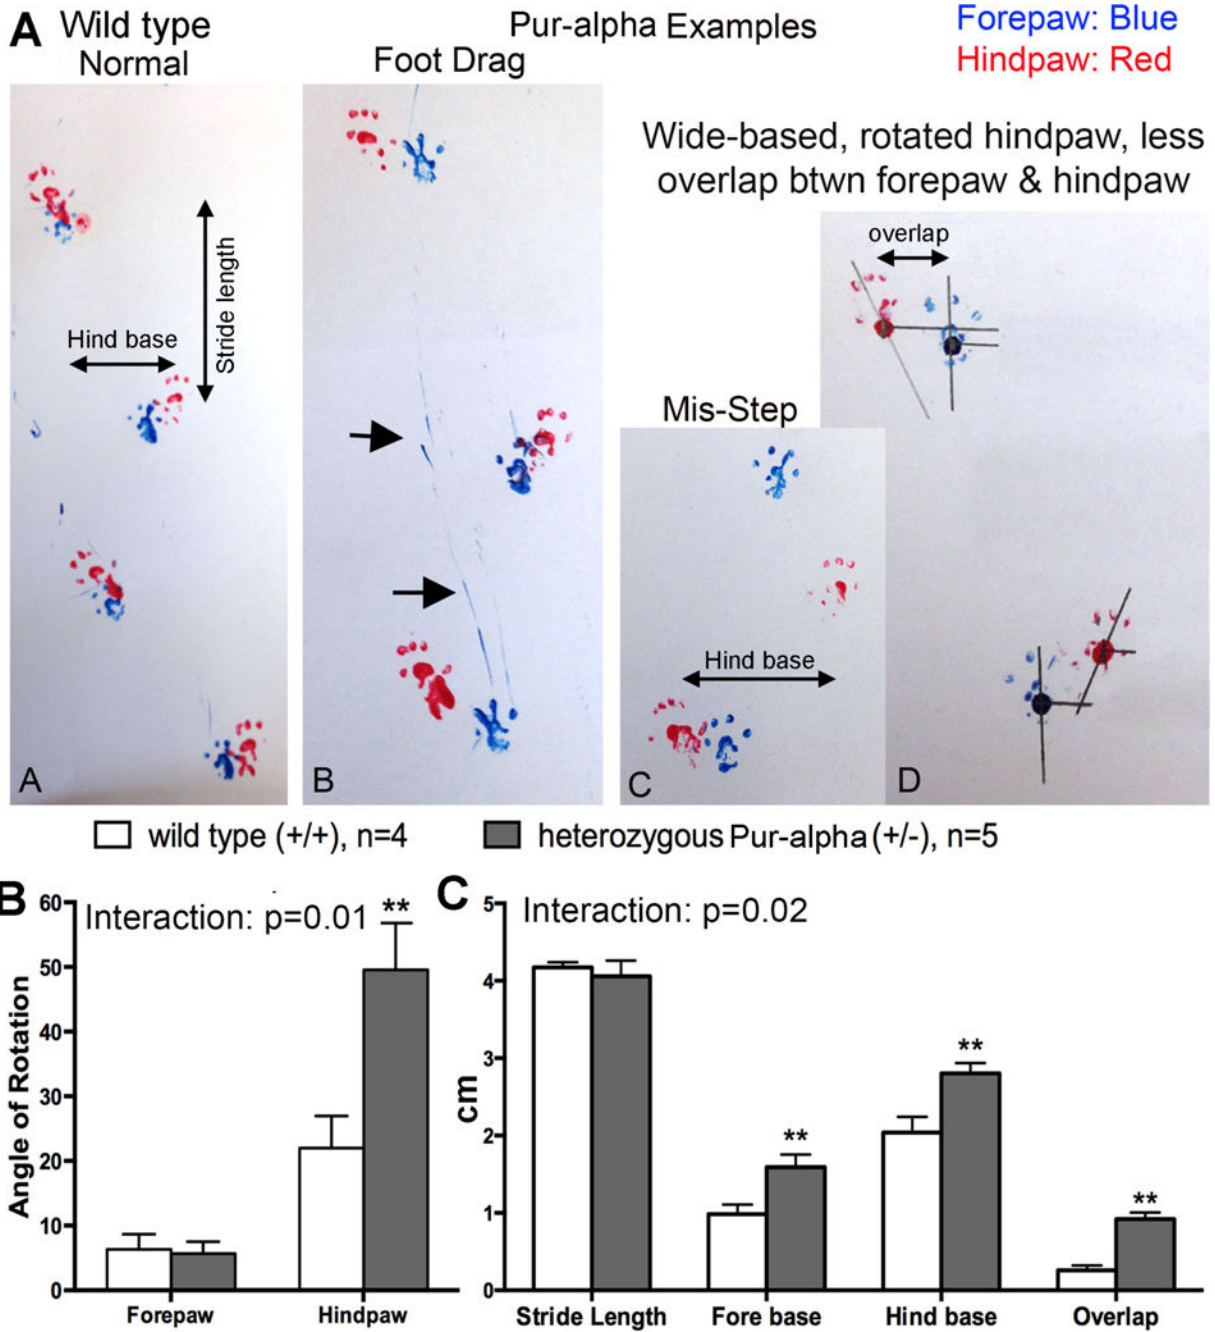 A Wild type
Normal
Pur-alpha Examples
Foot Drag
Forepaw: Blue
Hindpaw: Red
Wide-based, rotated hindpaw, less
overlap btwn forepaw & hindpaw
overlap
Stride length
Hind base
Mis-Step
Hind base
A
B
C
D
wild type (+/+), n=4
heterozygous Pur-alpha (+/-), n=5
B
Interaction: p=0.01
**
Angle of Rotation
60
50
40
30
20
10
0
Forepaw
Hindpaw
C
Interaction: p=0.02
cm
5
4
3
2
1
0
**
**
**
Stride Length
Fore base
Hind base
Overlap